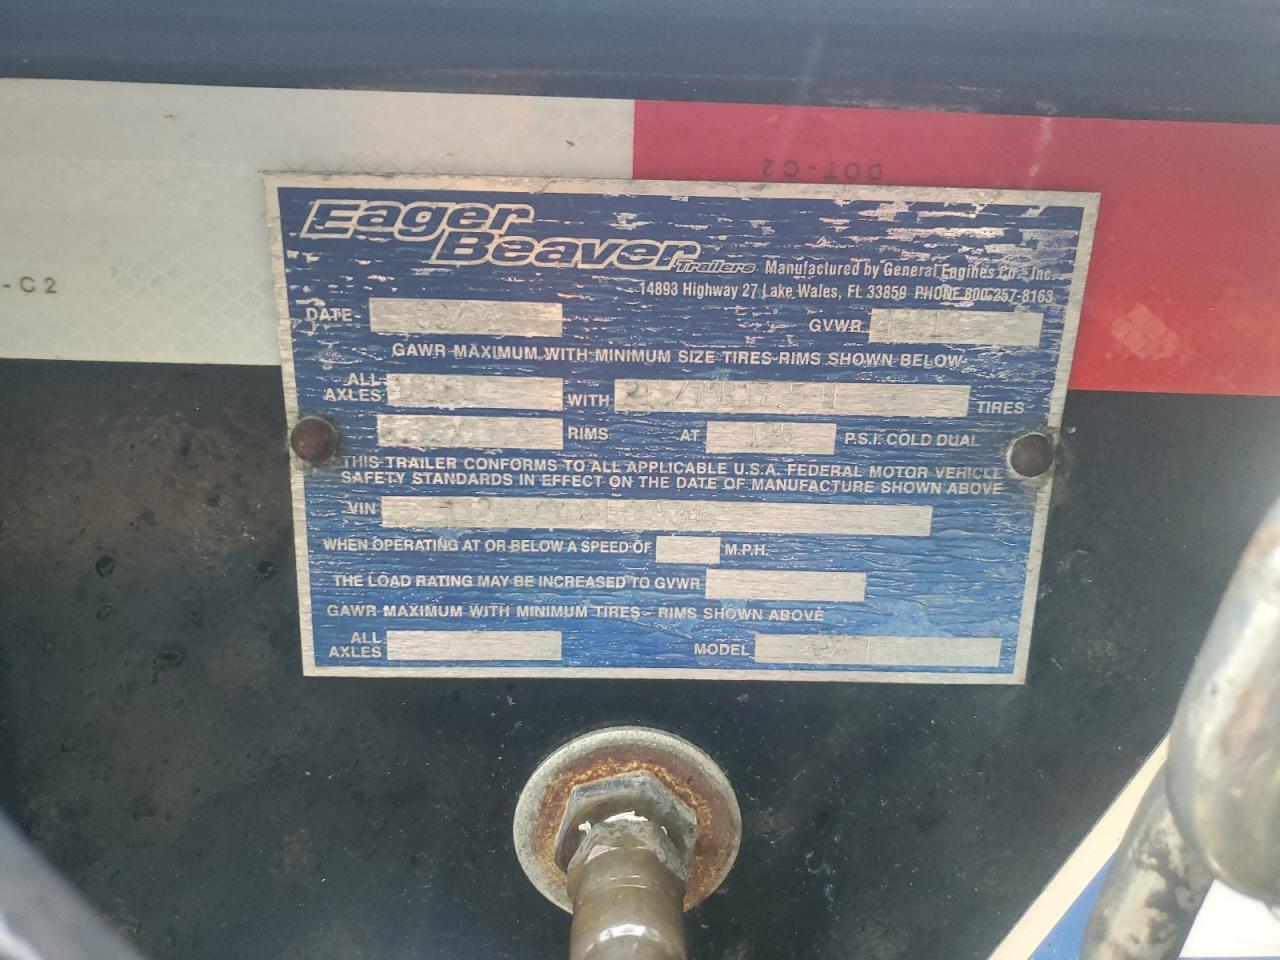 DOT-C2
-C2
Eager
Beaver
Trailers Manufactured by General Engines Co., Inc.
14893 Highway 27 Lake Wales, FL 33859 PHONE 800-257-8163
DATE GVWR
GAWR MAXIMUM WITH MINIMUM SIZE TIRES-RIMS SHOWN BELOW
ALL
AXLES WITH TIRES
RIMS AT P.S.I. COLD DUAL
THIS TRAILER CONFORMS TO ALL APPLICABLE U.S.A. FEDERAL MOTOR VEHICLE
SAFETY STANDARDS IN EFFECT ON THE DATE OF MANUFACTURE SHOWN ABOVE
VIN
WHEN OPERATING AT OR BELOW A SPEED OF M.P.H.
THE LOAD RATING MAY BE INCREASED TO GVWR
GAWR MAXIMUM WITH MINIMUM TIRES - RIMS SHOWN ABOVE
ALL
AXLES MODEL